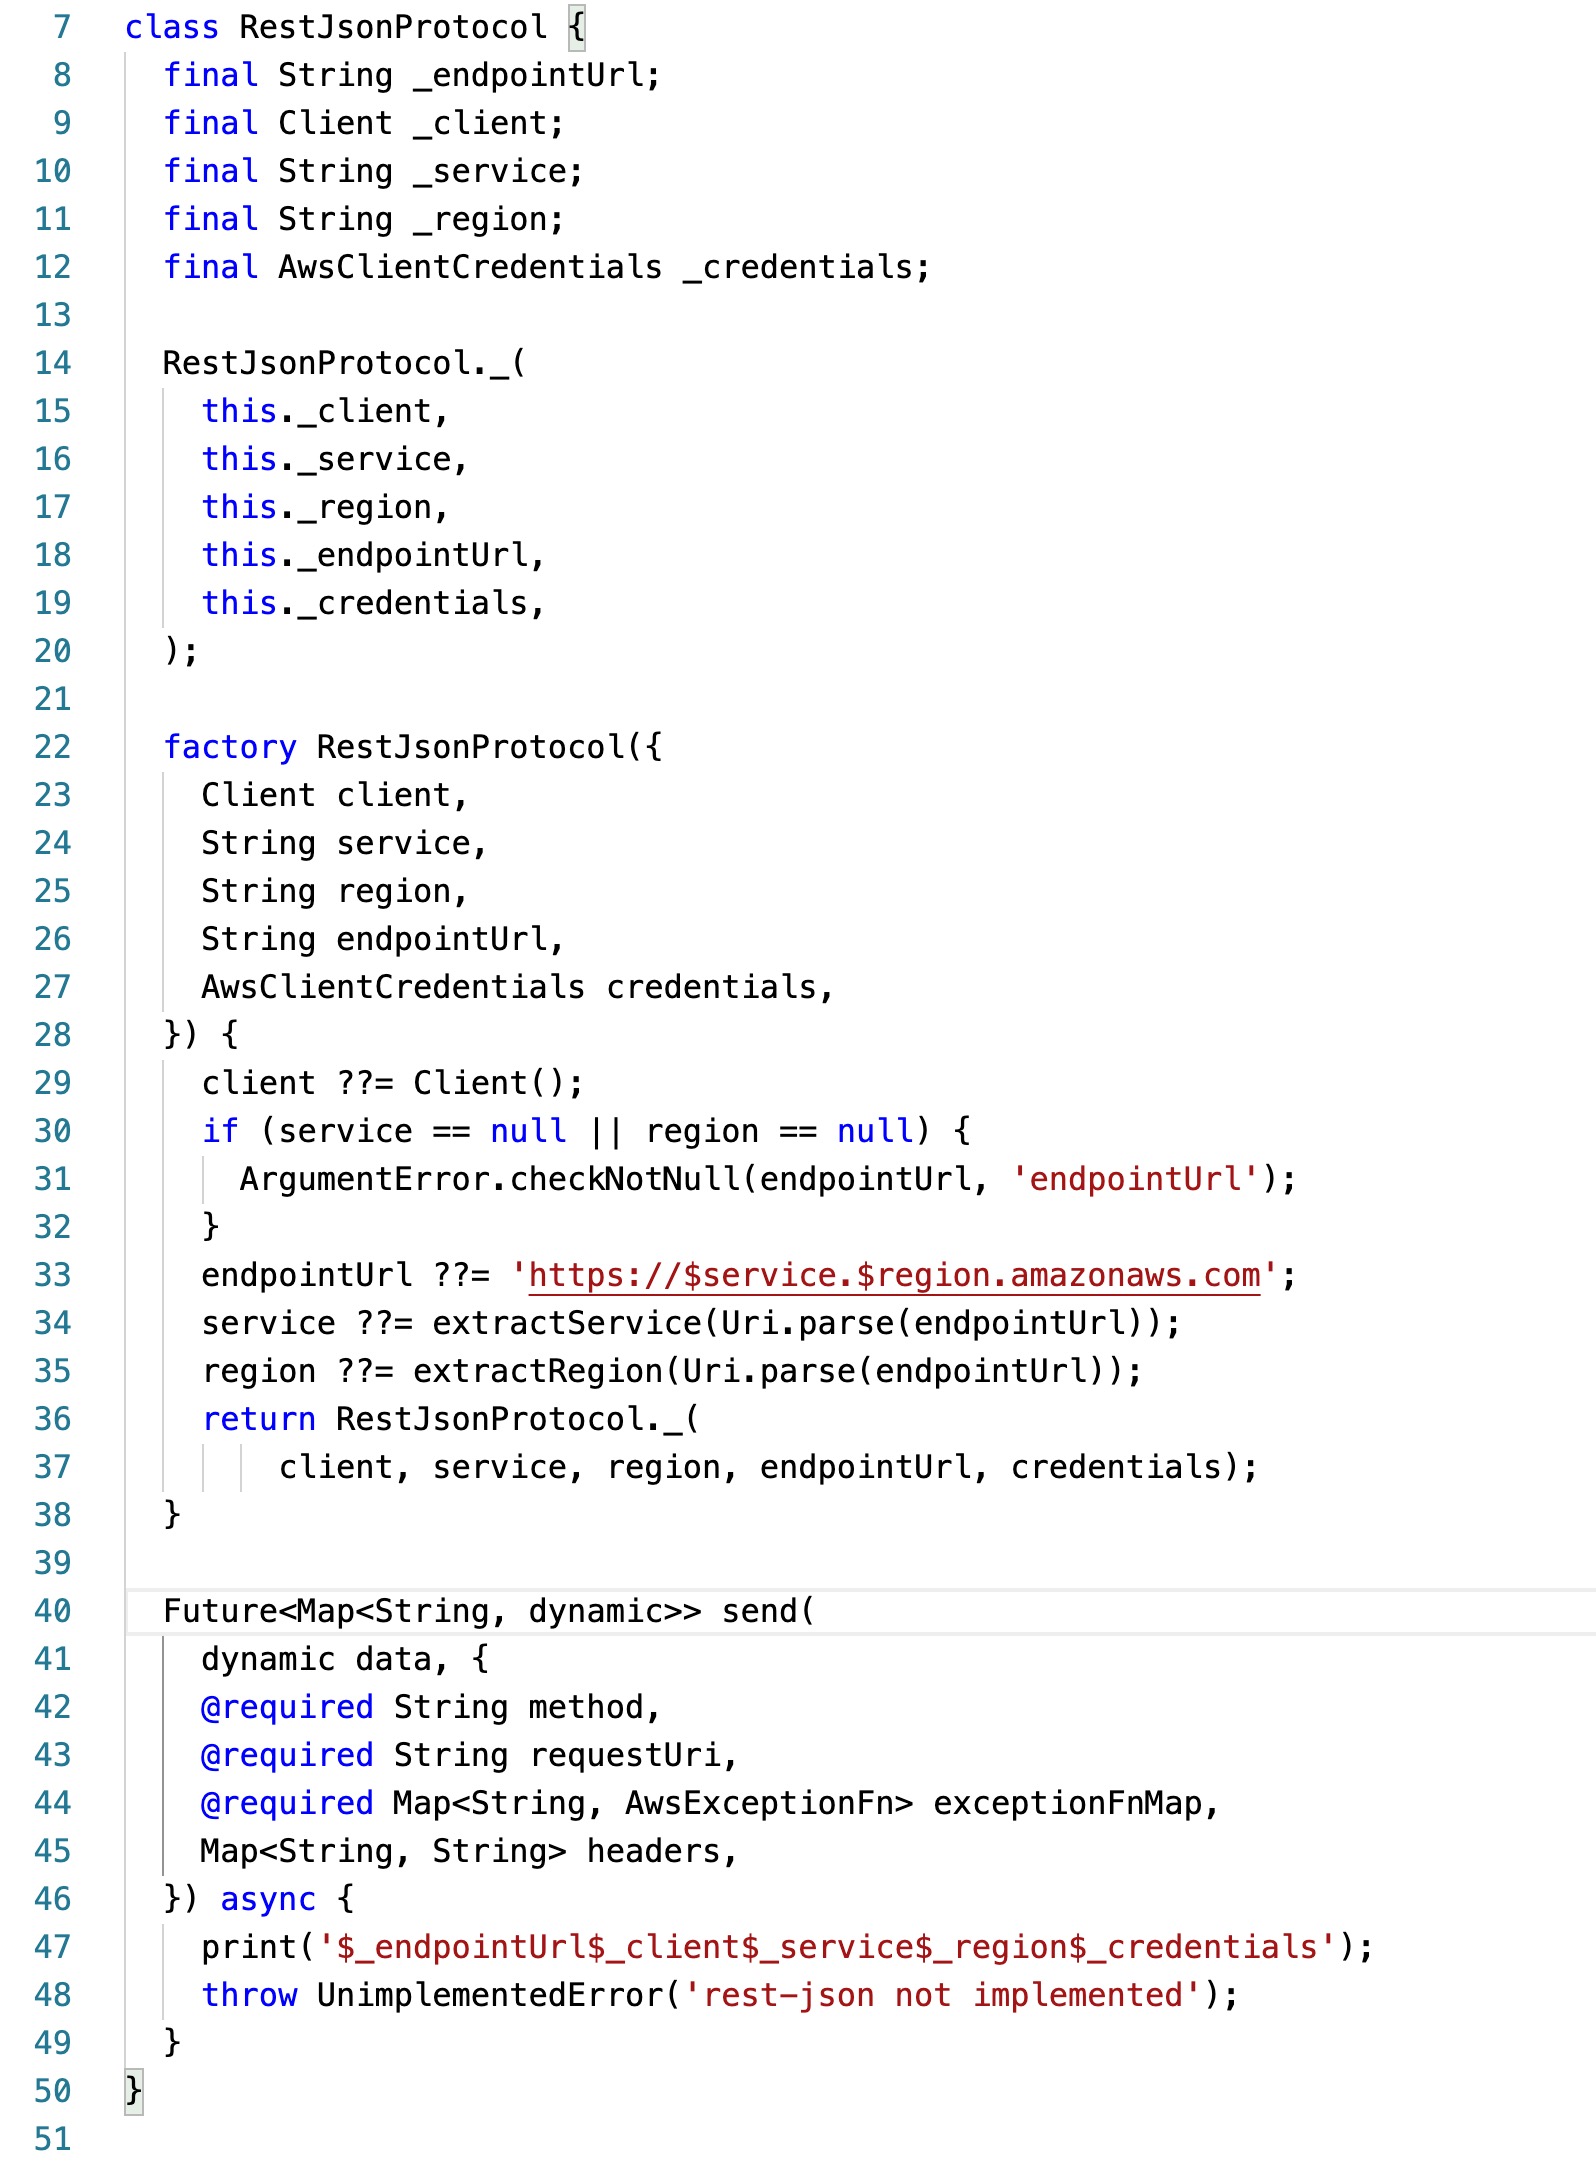 7 class RestJsonProtocol {
8 final String _endpointUrl;
9 final Client _client;
10 final String _service;
11 final String _region;
12 final AwsClientCredentials _credentials;
13
14 RestJsonProtocol._(
15 this._client,
16 this._service,
17 this._region,
18 this._endpointUrl,
19 this._credentials,
20 );
21
22 factory RestJsonProtocol({
23 Client client,
24 String service,
25 String region,
26 String endpointUrl,
27 AwsClientCredentials credentials,
28 }) {
29 client ??= Client();
30 if (service == null || region == null) {
31 ArgumentError.checkNotNull(endpointUrl, 'endpointUrl');
32 }
33 endpointUrl ??= 'https://$service.$region.amazonaws.com';
34 service ??= extractService(Uri.parse(endpointUrl));
35 region ??= extractRegion(Uri.parse(endpointUrl));
36 return RestJsonProtocol._(
37 client, service, region, endpointUrl, credentials);
38 }
39
40 Future<Map<String, dynamic>> send(
41 dynamic data, {
42 @required String method,
43 @required String requestUri,
44 @required Map<String, AwsExceptionFn> exceptionFnMap,
45 Map<String, String> headers,
46 }) async {
47 print('$_endpointUrl$_client$_service$_region$_credentials');
48 throw UnimplementedError('rest-json not implemented');
49 }
50 }
51